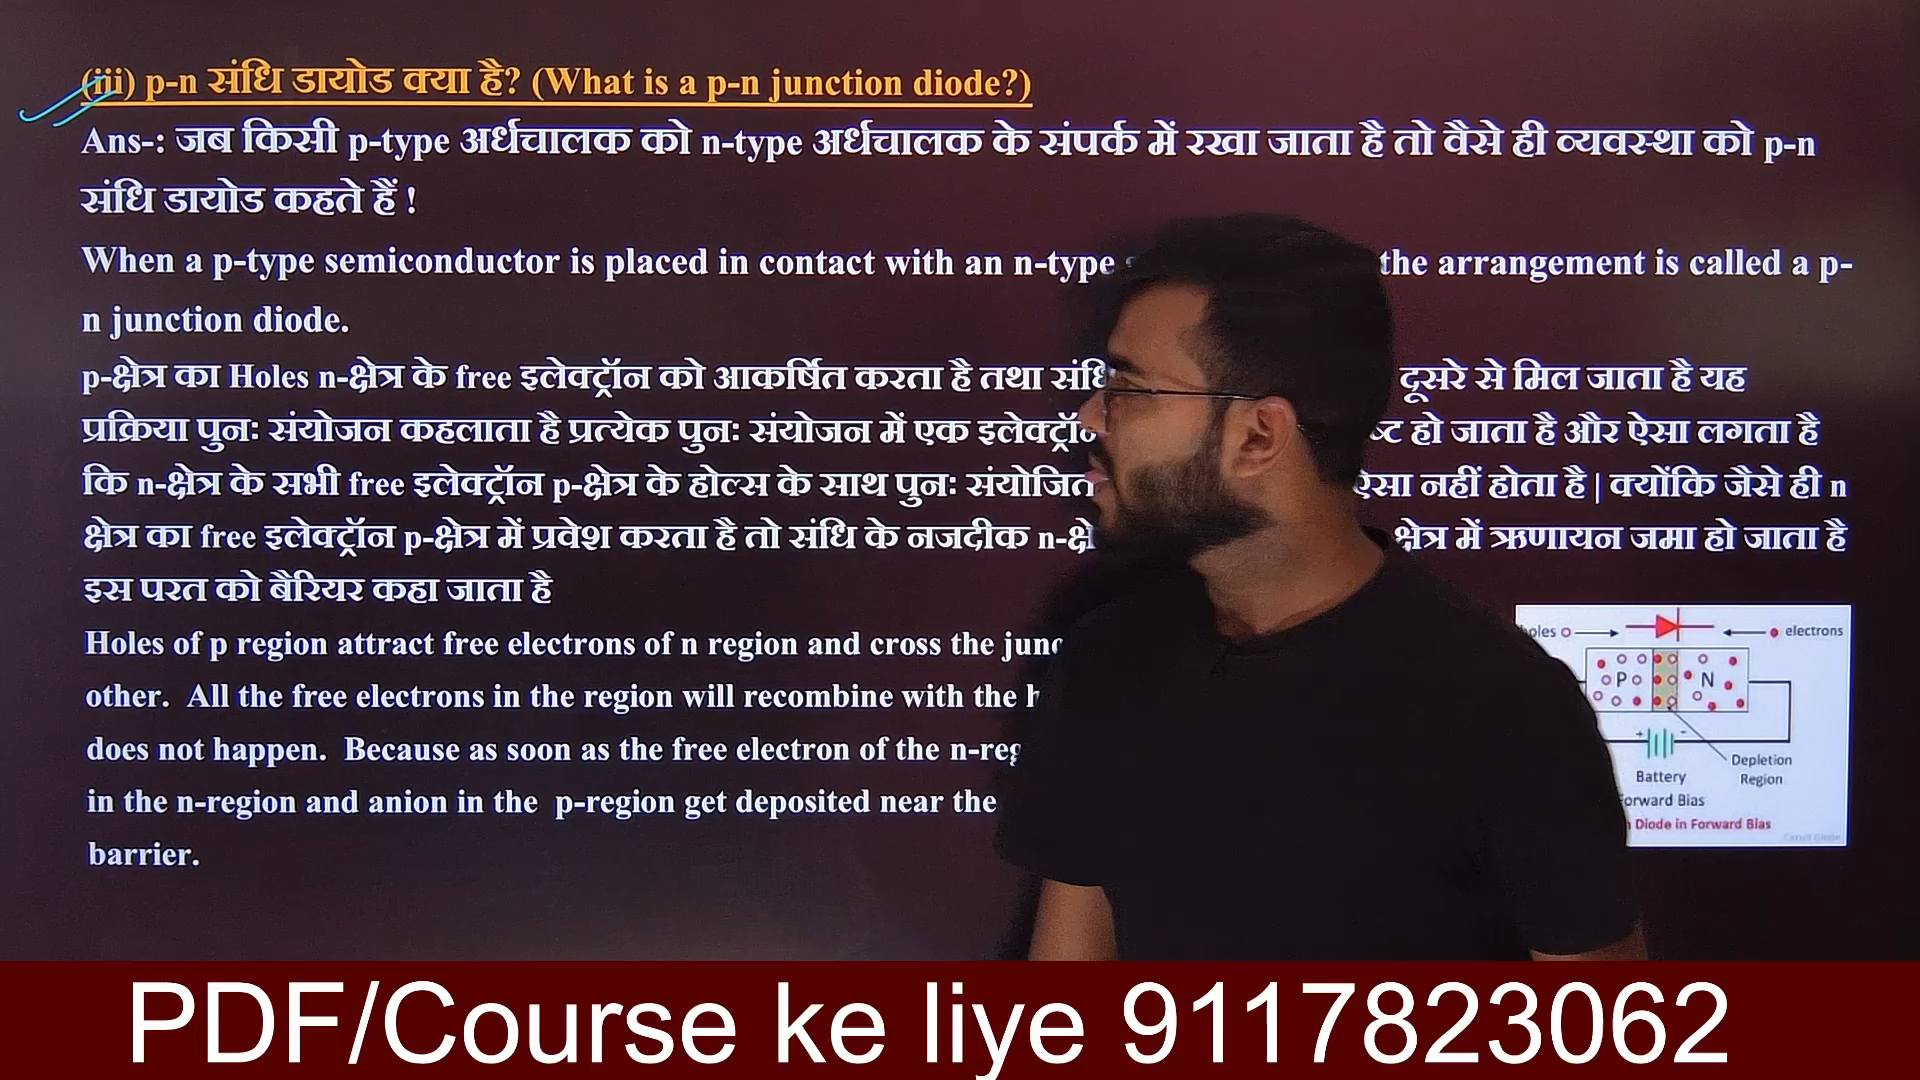 (iii) p-n संधि डायोड क्या है? (What is a p-n junction diode?)
Ans-: जब किसी p-type अर्धचालक को n-type अर्धचालक के संपर्क में रखा जाता है तो वैसे ही व्यवस्था को p-n
संधि डायोड कहते हैं !
When a p-type semiconductor is placed in contact with an n-type the arrangement is called a p-
n junction diode.
p-क्षेत्र का Holes n-क्षेत्र के free इलेक्ट्रॉन को आकर्षित करता है तथा दूसरे से मिल जाता है यह
प्रक्रिया पुनः संयोजन कहलाता है प्रत्येक पुनः संयोजन में एक हो जाता है और ऐसा लगता है
कि n-क्षेत्र के सभी free इलेक्ट्रॉन p-क्षेत्र के होल्स के साथ पुनः ऐसा नहीं होता है | क्योंकि जैसे ही n
क्षेत्र का free इलेक्ट्रॉन p-क्षेत्र में प्रवेश करता है तो संधि के नजदीक क्षेत्र में ऋणायन जमा हो जाता है
इस परत को बैरियर कहा जाता है
Holes of p region attract free electrons of n region and cross the
other. All the free electrons in the region will recombine with the
does not happen. Because as soon as the free electron of the
in the n-region and anion in the p-region get deposited near the
barrier.
electrons
P N
+ -
Depletion
Region
Battery
Bias
Diode in Forward Bias
Circuit Globe
PDF/Course ke liye 9117823062